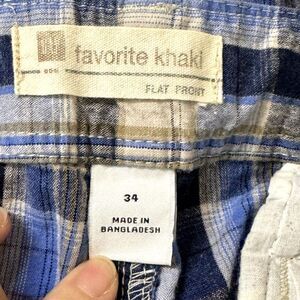 favorite khaki
FLAT FRONT
34
MADE IN
BANGLADESH